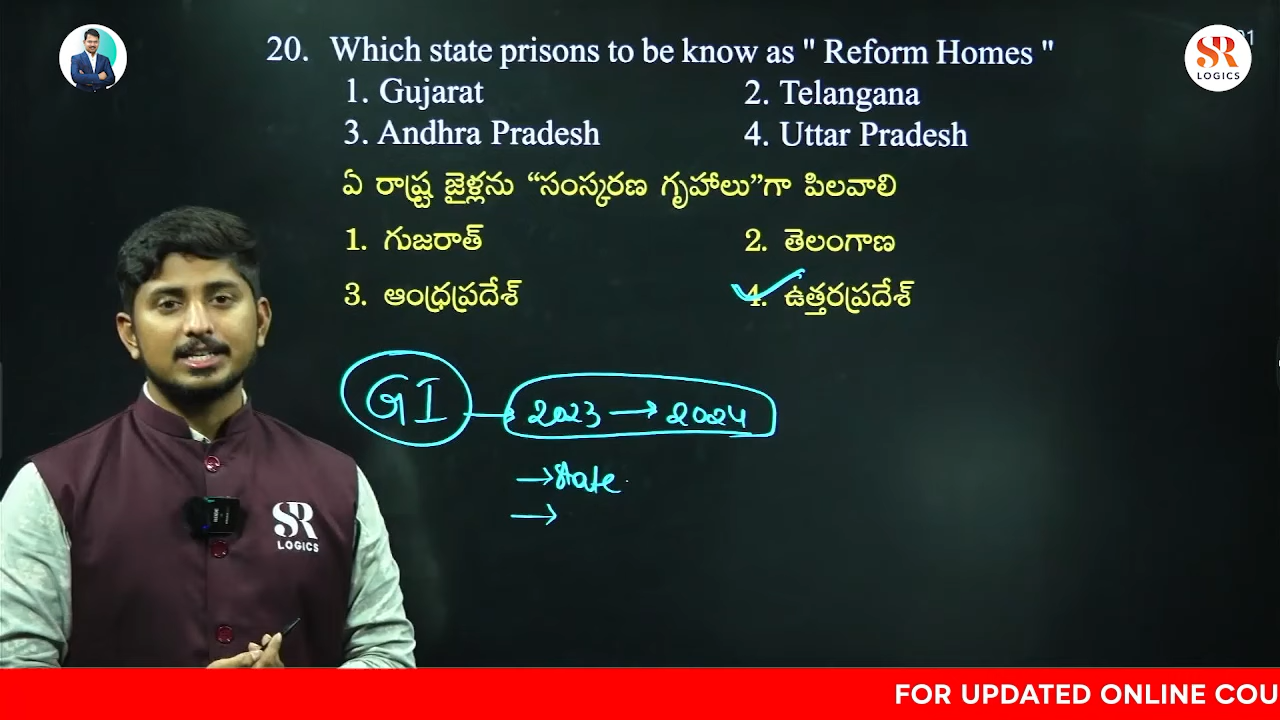 20. Which state prisons to be know as " Reform Homes "
1. Gujarat 2. Telangana
3. Andhra Pradesh 4. Uttar Pradesh
ఏ రాష్ట్ర జైళ్లను “సంస్కరణ గృహాలు”గా పిలవాలి
1. గుజరాత్ 2. తెలంగాణ
3. ఆంధ్రప్రదేశ్ 4. ఉత్తరప్రదేశ్
GI → 2023 → 2024
→ State
→
SR
LOGICS
SR
LOGICS
FOR UPDATED ONLINE COU